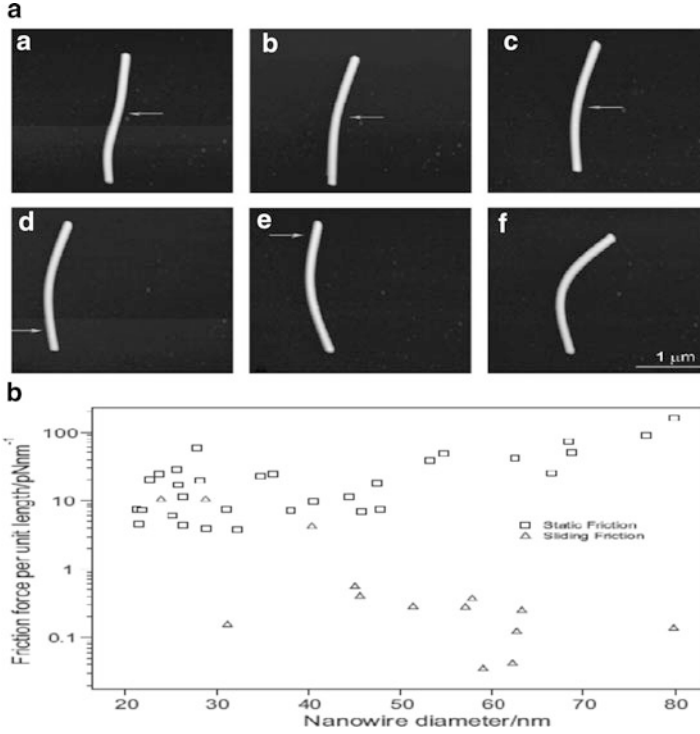 a
a
b
c
d
e
f
1 μm
b
Friction force per unit length/pNnm⁻¹
100
10
1
0.1
Static Friction
Sliding Friction
20 30 40 50 60 70 80
Nanowire diameter/nm